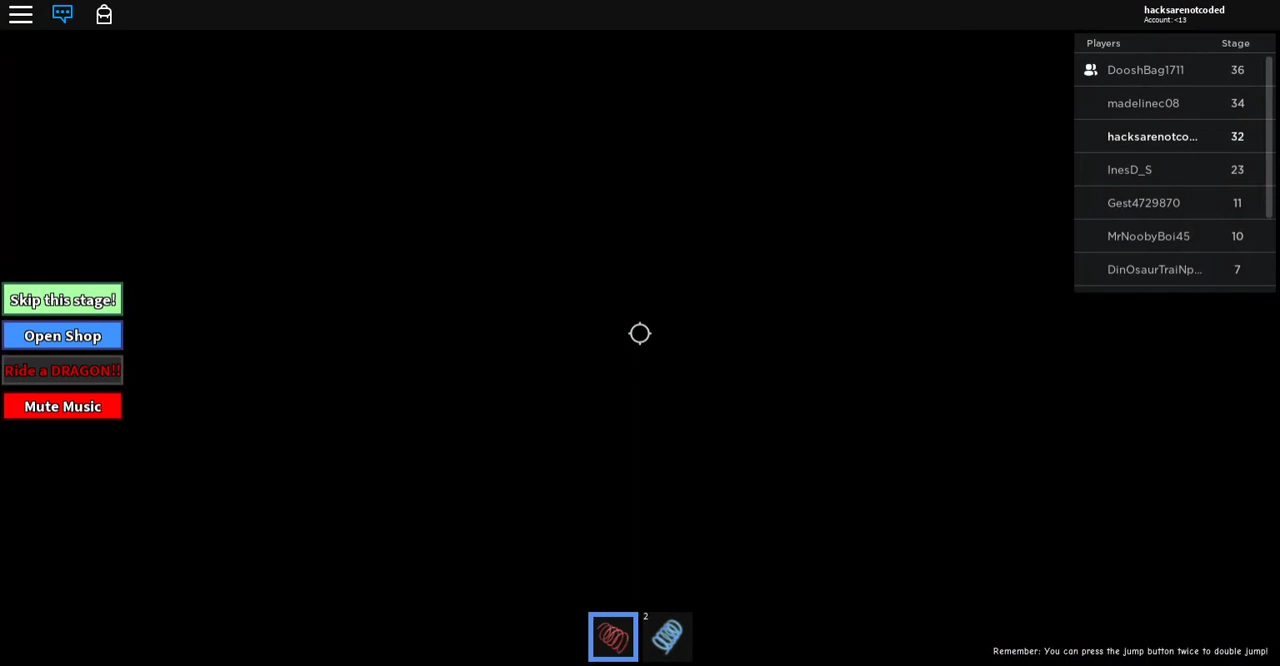 hacksarenotcoded
Account: <13
Players Stage
DooshBag1711 36
madelinec08 34
hacksarenotco... 32
InesD_S 23
Gest4729870 11
MrNoobyBoi45 10
DinOsaurTraiNp... 7
Skip this stage!
Open Shop
Ride a DRAGON!!
Mute Music
2
Remember: You can press the jump button twice to double jump!